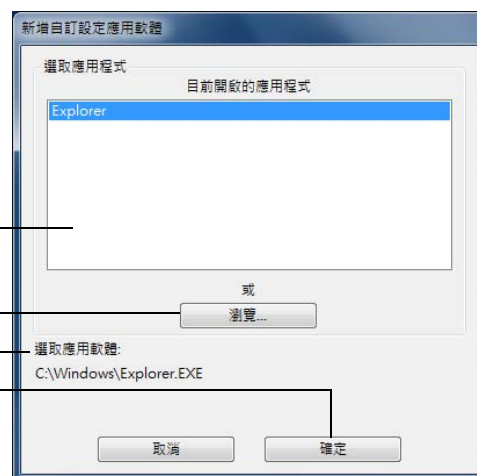 新增自訂設定應用軟體
選取應用程式
目前開啟的應用程式
Explorer
或
瀏覽...
選取應用軟體:
C:\Windows\Explorer.EXE
取消
確定